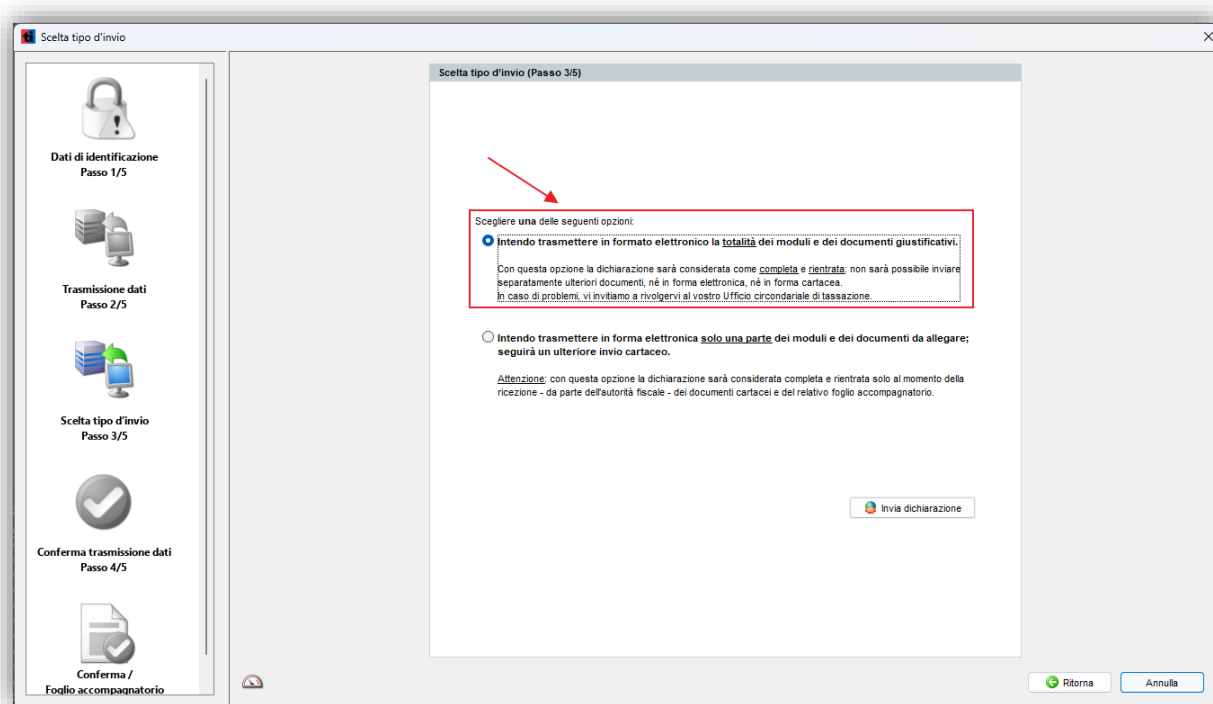 ti Scelta tipo d'invio
Dati di identificazione
Passo 1/5
Trasmissione dati
Passo 2/5
Scelta tipo d'invio
Passo 3/5
Conferma trasmissione dati
Passo 4/5
Conferma /
Foglio accompagnatorio
Scelta tipo d'invio (Passo 3/5)
Scegliere una delle seguenti opzioni:
Intendo trasmettere in formato elettronico la totalità dei moduli e dei documenti giustificativi.
Con questa opzione la dichiarazione sarà considerata come completa e rientrata: non sarà possibile inviare
separatamente ulteriori documenti, né in forma elettronica, né in forma cartacea.
In caso di problemi, vi invitiamo a rivolgervi al vostro Ufficio circondariale di tassazione.
Intendo trasmettere in forma elettronica solo una parte dei moduli e dei documenti da allegare;
seguirà un ulteriore invio cartaceo.
Attenzione: con questa opzione la dichiarazione sarà considerata completa e rientrata solo al momento della
ricezione - da parte dell'autorità fiscale - dei documenti cartacei e del relativo foglio accompagnatorio.
Invia dichiarazione
Ritorna
Annulla